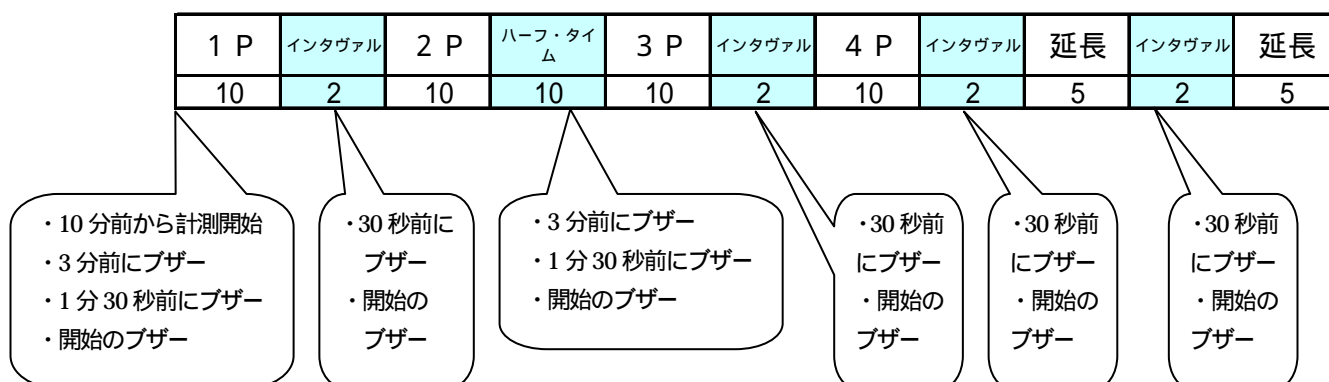 1 P インタヴァル 2 P ハーフ・タイ
ム 3 P インタヴァル 4 P インタヴァル 延長 インタヴァル 延長
10 2 10 10 10 2 10 2 5 2 5
・10 分前から計測開始
・3 分前にブザー
・1 分 30 秒前にブザー
・開始のブザー
・30 秒前に
ブザー
・開始の
ブザー
・3 分前にブザー
・1 分 30 秒前にブザー
・開始のブザー
・30 秒前
にブザー
・開始の
ブザー
・30 秒前
にブザー
・開始の
ブザー
・30 秒前
にブザー
・開始の
ブザー